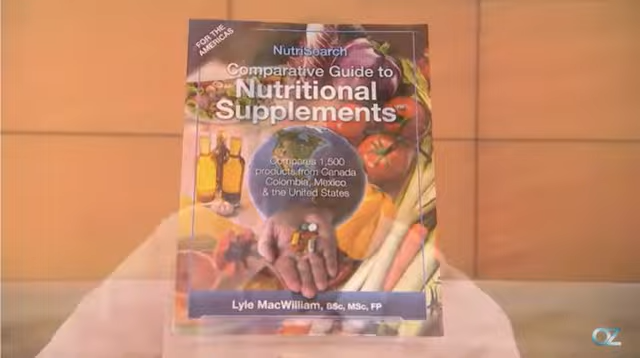 FOR THE
AMERICAS
NutriSearch
Comparative Guide to
Nutritional
Supplements
Compares 1,500
products from Canada
Colombia, Mexico
& the United States
Lyle MacWilliam, BSc, MSc, FP
OZ